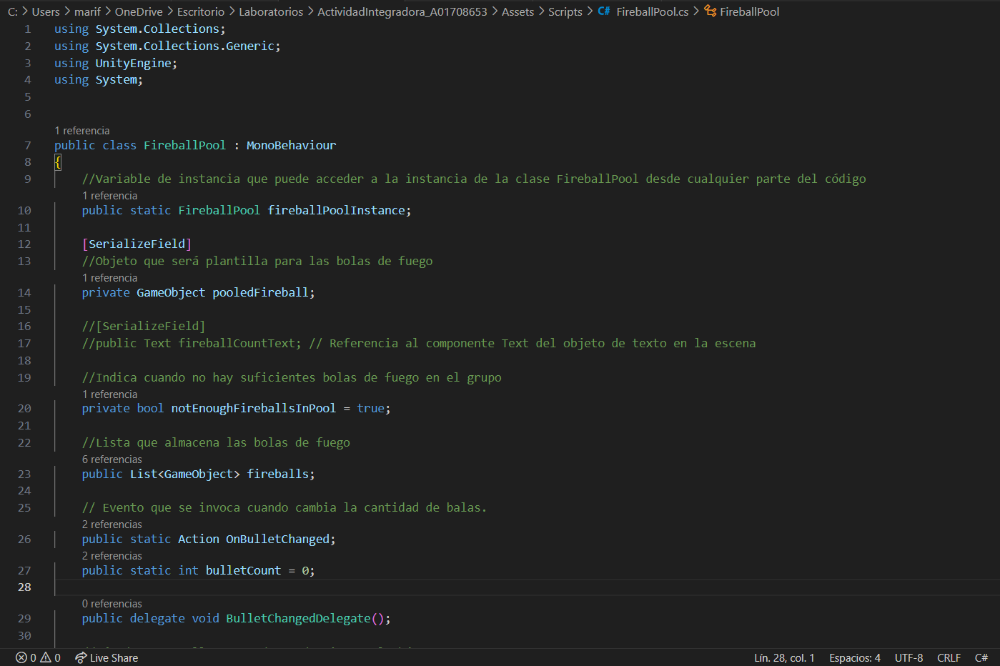 C: > Users > marif > OneDrive > Escritorio > Laboratorios > ActividadIntegradora_A01708653 > Assets > Scripts > C# FireballPool.cs > FireballPool
1 using System.Collections;
2 using System.Collections.Generic;
3 using UnityEngine;
4 using System;
5
6
1 referencia
7 public class FireballPool : MonoBehaviour
8 {
9 //Variable de instancia que puede acceder a la instancia de la clase FireballPool desde cualquier parte del código
1 referencia
10 public static FireballPool fireballPoolInstance;
11
12 [SerializeField]
13 //Objeto que será plantilla para las bolas de fuego
1 referencia
14 private GameObject pooledFireball;
15
16 //[SerializeField]
17 //public Text fireballCountText; // Referencia al componente Text del objeto de texto en la escena
18
19 //Indica cuando no hay suficientes bolas de fuego en el grupo
1 referencia
20 private bool notEnoughFireballsInPool = true;
21
22 //Lista que almacena las bolas de fuego
6 referencias
23 public List<GameObject> fireballs;
24
25 // Evento que se invoca cuando cambia la cantidad de balas.
2 referencias
26 public static Action OnBulletChanged;
2 referencias
27 public static int bulletCount = 0;
28
0 referencias
29 public delegate void BulletChangedDelegate();
30
0 0 Live Share Lín. 28, col. 1 Espacios: 4 UTF-8 CRLF C#